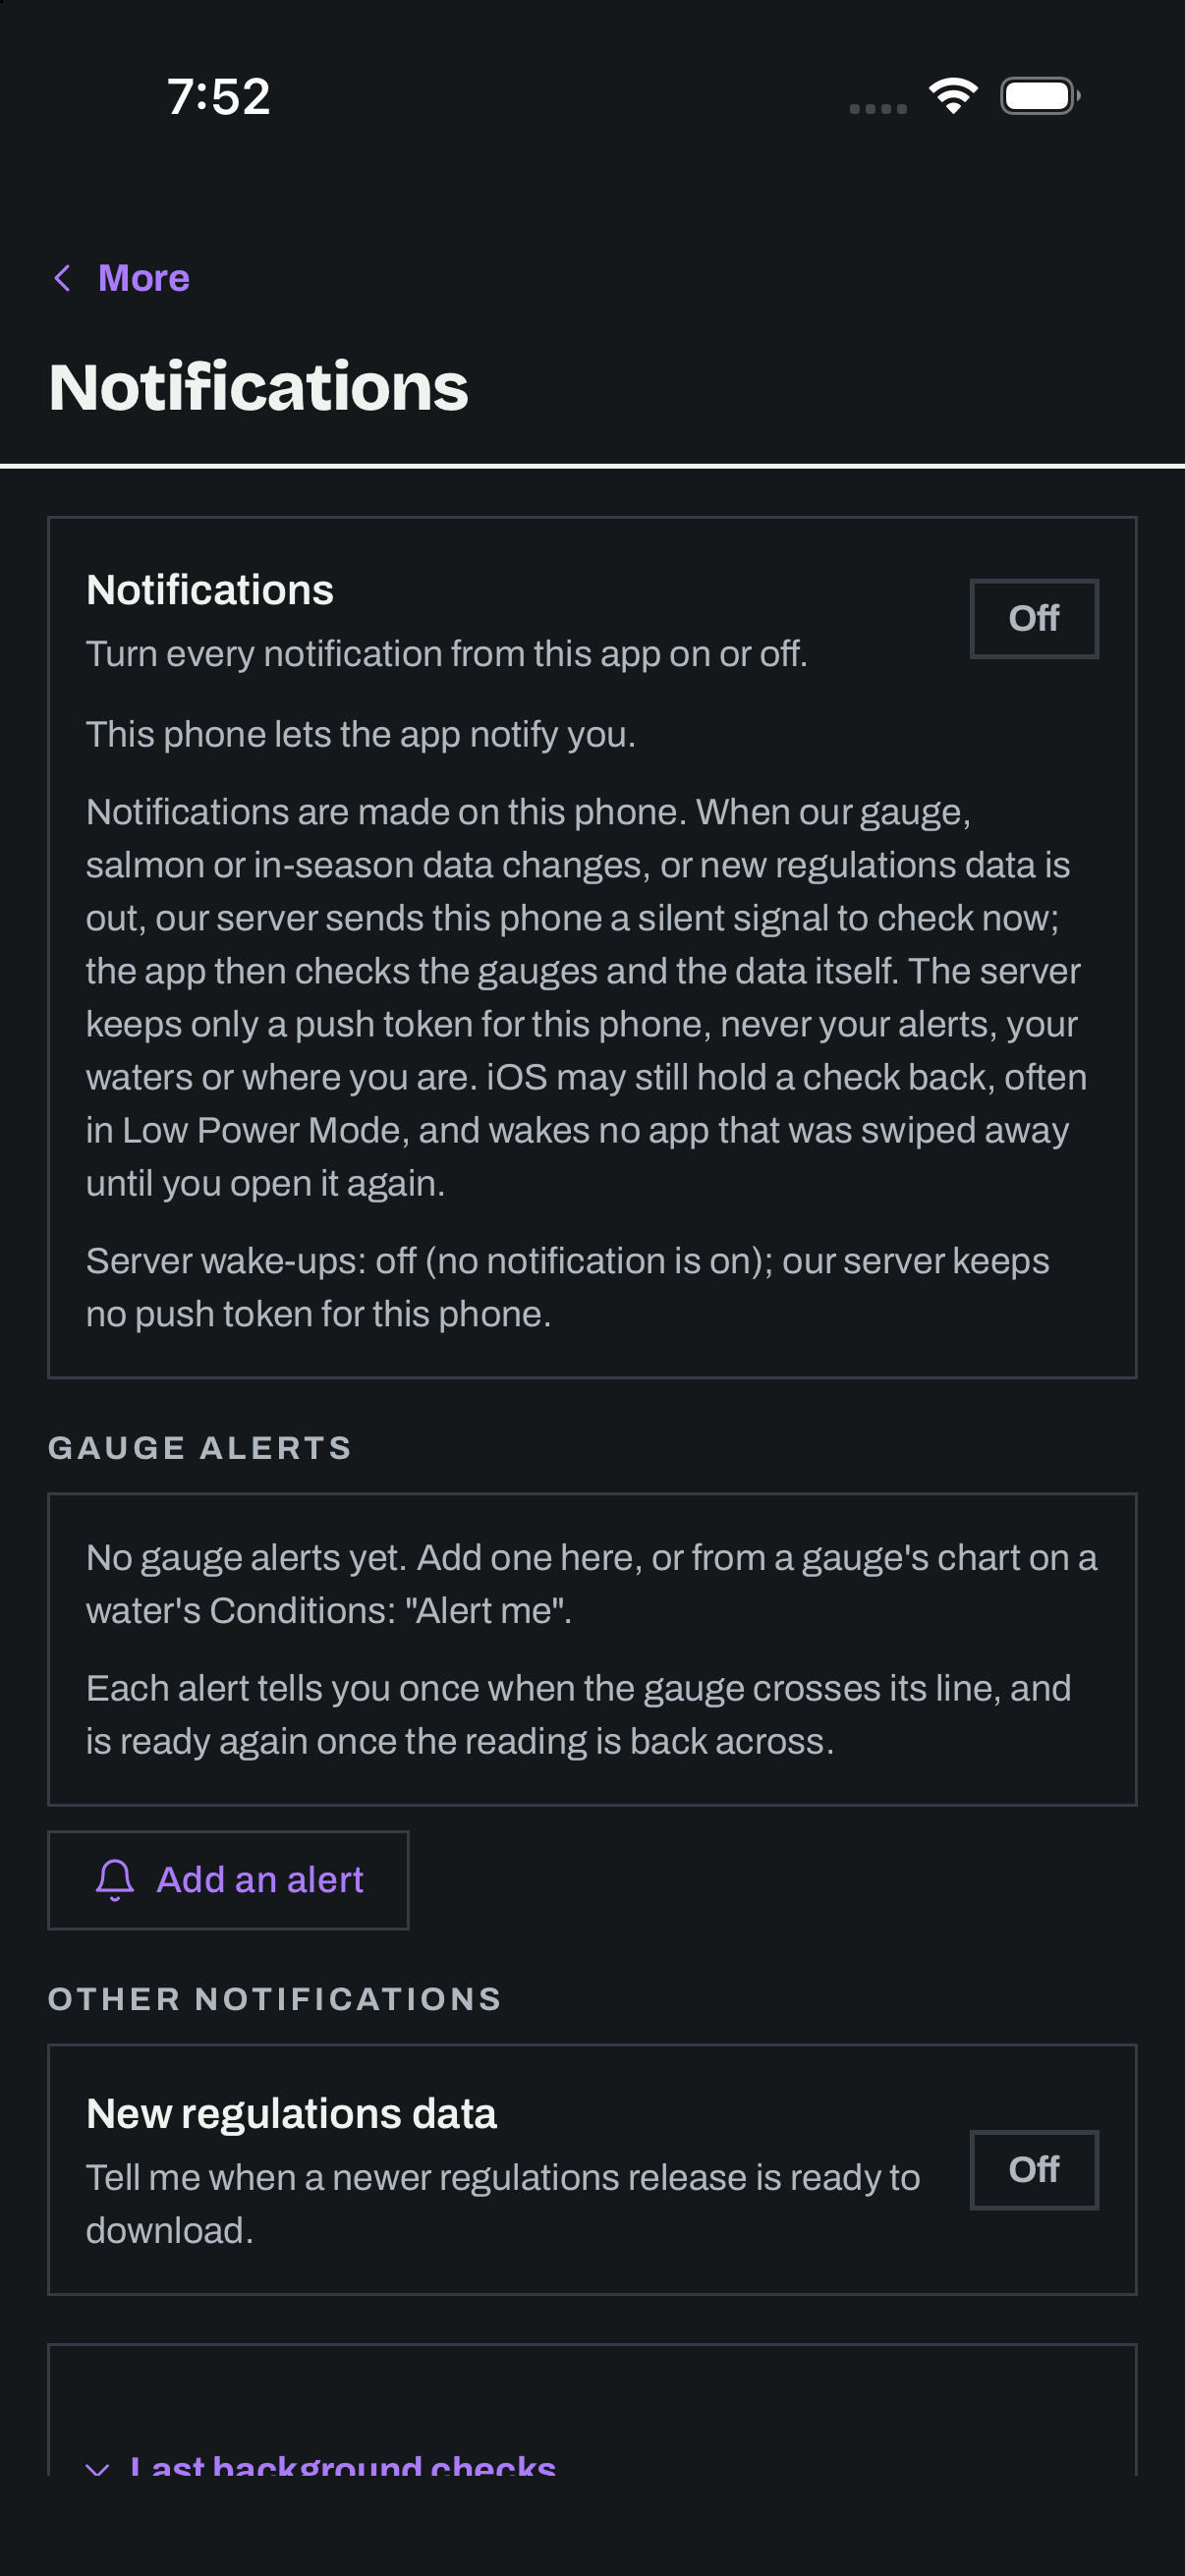 7:52
More
Notifications
Notifications
Off
Turn every notification from this app on or off.
This phone lets the app notify you.
Notifications are made on this phone. When our gauge,
salmon or in-season data changes, or new regulations data is
out, our server sends this phone a silent signal to check now;
the app then checks the gauges and the data itself. The server
keeps only a push token for this phone, never your alerts, your
waters or where you are. iOS may still hold a check back, often
in Low Power Mode, and wakes no app that was swiped away
until you open it again.
Server wake-ups: off (no notification is on); our server keeps
no push token for this phone.
GAUGE ALERTS
No gauge alerts yet. Add one here, or from a gauge's chart on a
water's Conditions: "Alert me".
Each alert tells you once when the gauge crosses its line, and
is ready again once the reading is back across.
Add an alert
OTHER NOTIFICATIONS
New regulations data
Off
Tell me when a newer regulations release is ready to
download.
Last background checks